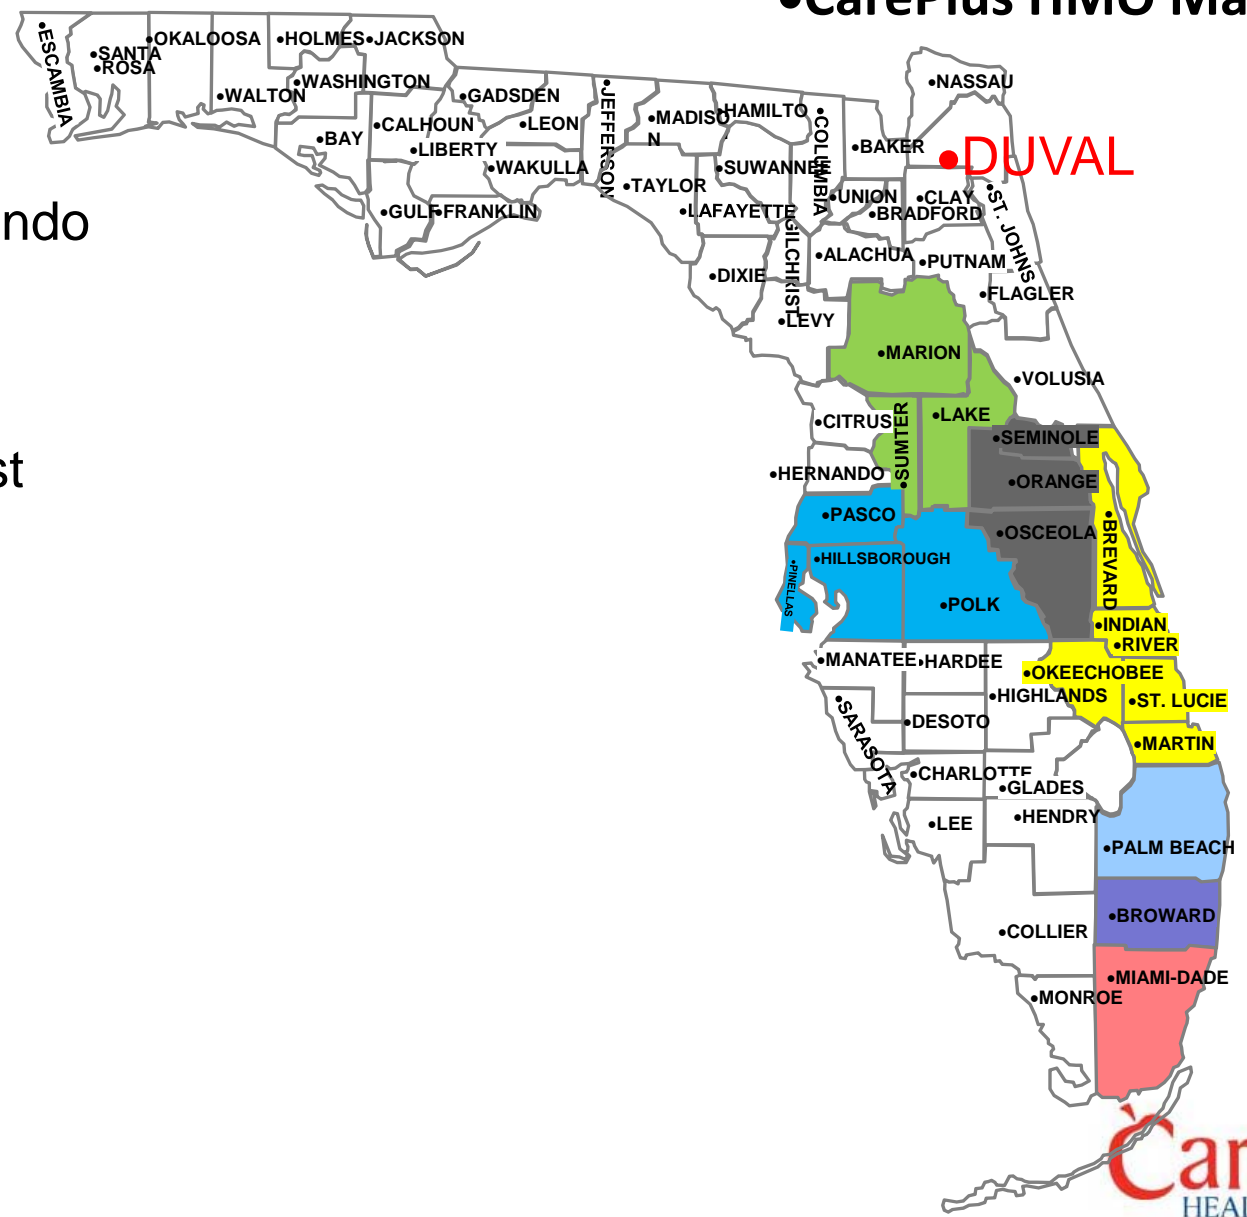 •CarePlus HMO Ma
•ESCAMBIA
•SANTA
•ROSA
•OKALOOSA
•HOLMES
•JACKSON
•WALTON
•WASHINGTON
•BAY
•CALHOUN
•LIBERTY
•GADSDEN
•LEON
•WAKULLA
•GULF
•FRANKLIN
•JEFFERSON
•MADISO
N
•HAMILTO
•TAYLOR
•SUWANNEE
•LAFAYETTE
•COLUMBIA
•BAKER
•NASSAU
•DUVAL
•UNION
•BRADFORD
•CLAY
•ST. JOHNS
•DIXIE
GILCHRIST
•ALACHUA
•PUTNAM
•FLAGLER
•LEVY
ndo
•MARION
•VOLUSIA
•CITRUS
•SUMTER
•LAKE
•SEMINOLE
st
•HERNANDO
•ORANGE
•PASCO
•OSCEOLA
•BREVARD
•HILLSBOROUGH
•PINELLAS
•POLK
•INDIAN
•RIVER
•MANATEE
•HARDEE
•OKEECHOBEE
•HIGHLANDS
•ST. LUCIE
•SARASOTA
•DESOTO
•MARTIN
•CHARLOTTE
•GLADES
•LEE
•HENDRY
•PALM BEACH
•COLLIER
•BROWARD
•MIAMI-DADE
•MONROE
Car
HEAL